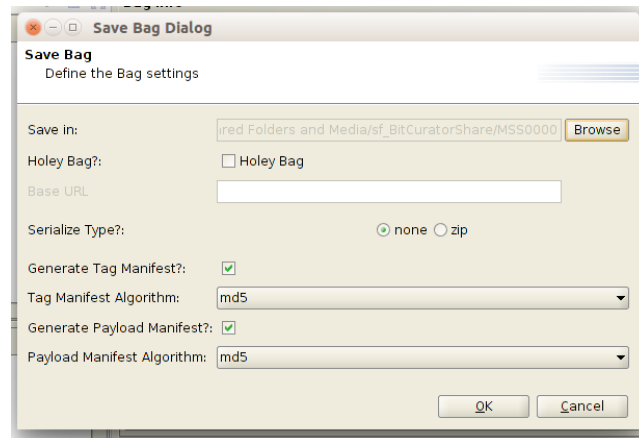 Save Bag Dialog
Save Bag
Define the Bag settings
Save in: red Folders and Media/sf_BitCuratorShare/MSS0000 Browse
Holey Bag?: Holey Bag
Base URL
Serialize Type?: none zip
Generate Tag Manifest?:
Tag Manifest Algorithm: md5
Generate Payload Manifest?:
Payload Manifest Algorithm: md5
OK Cancel